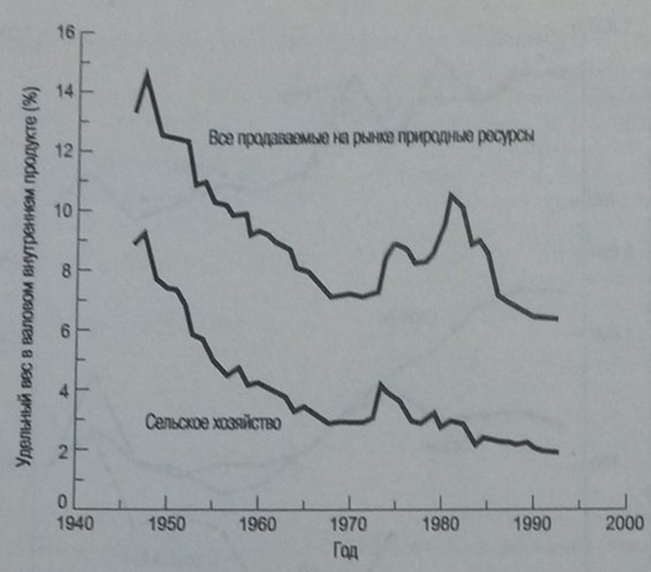 Удельный вес в валовом внутреннем продукте (%)
16
14
12
10
8
6
4
2
0
Все продаваемые на рынке природные ресурсы
Сельское хозяйство
1940 1950 1960 1970 1980 1990 2000
Год